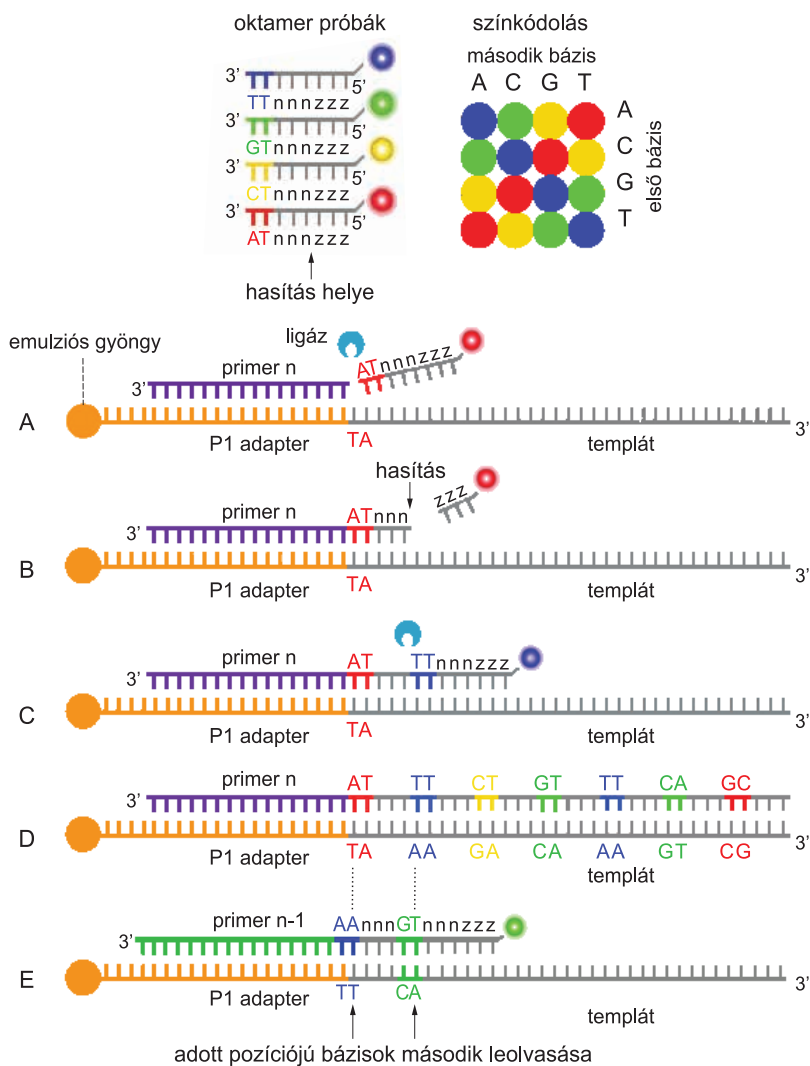 oktamer próbák
3’
5’
TTnnnzzz
3’
5’
GTnnnzzz
3’
5’
CTnnnzzz
3’
5’
ATnnnzzz
hasítás helye
színkódolás
második bázis
A C G T
A
C
G
T
első bázis
emulziós gyöngy
ligáz
primer n
ATnnnzzz
3’
A
3’
P1 adapter
TA
templát
hasítás
primer n
ATnnn
zzz
3’
B
3’
P1 adapter
TA
templát
primer n
AT
TTnnnzzz
3’
C
3’
P1 adapter
TA
templát
primer n
AT TT CT GT TT CA GC
3’
D
3’
P1 adapter
TA AA GA CA AA GT CG
templát
primer n-1
AAnnnGTnnnzzz
3’
E
3’
P1 adapter
TT
CA
templát
adott pozíciójú bázisok második leolvasása